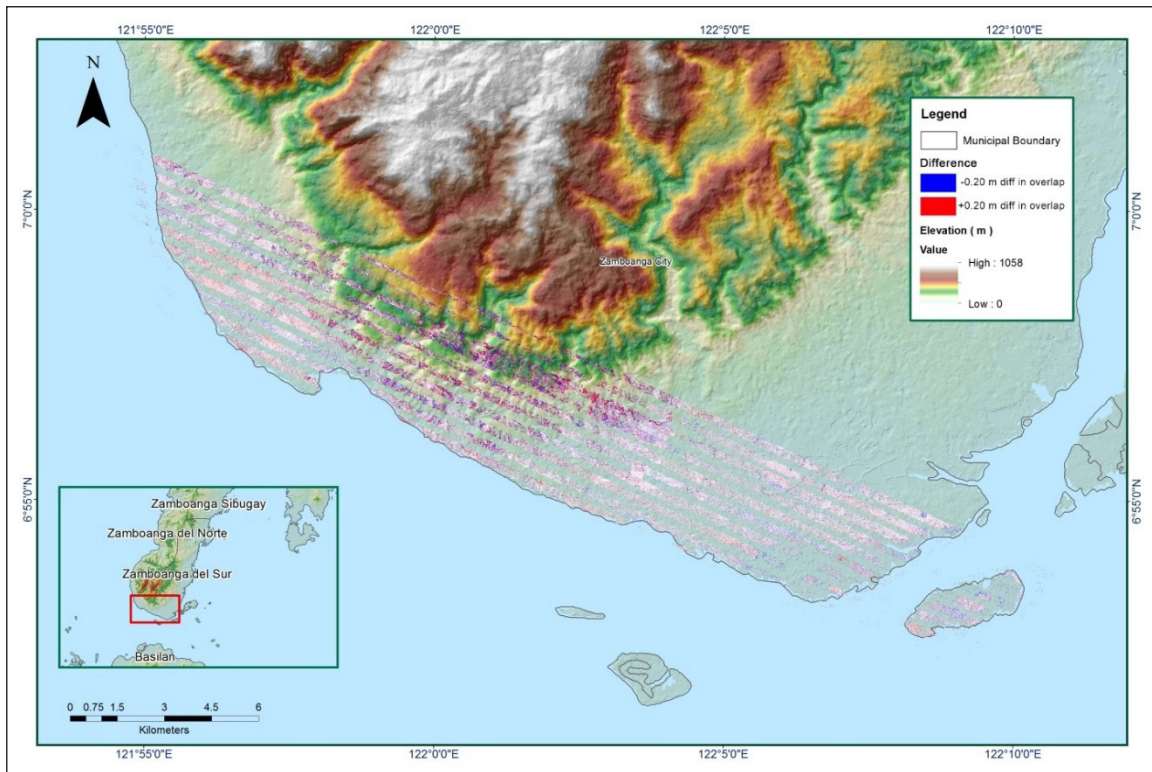 121°55'0"E 122°0'0"E 122°5'0"E 122°10'0"E
N
Legend
Municipal Boundary
Difference
-0.20 m diff in overlap
+0.20 m diff in overlap
Elevation ( m )
Value
High : 1058
Low : 0
7°0'0"N 7°0'0"N
Zamboanga City
6°55'0"N 6°55'0"N
Zamboanga Sibugay
Zamboanga del Norte
Zamboanga del Sur
Basilan
0 0.75 1.5 3 4.5 6
Kilometers
121°55'0"E 122°0'0"E 122°5'0"E 122°10'0"E